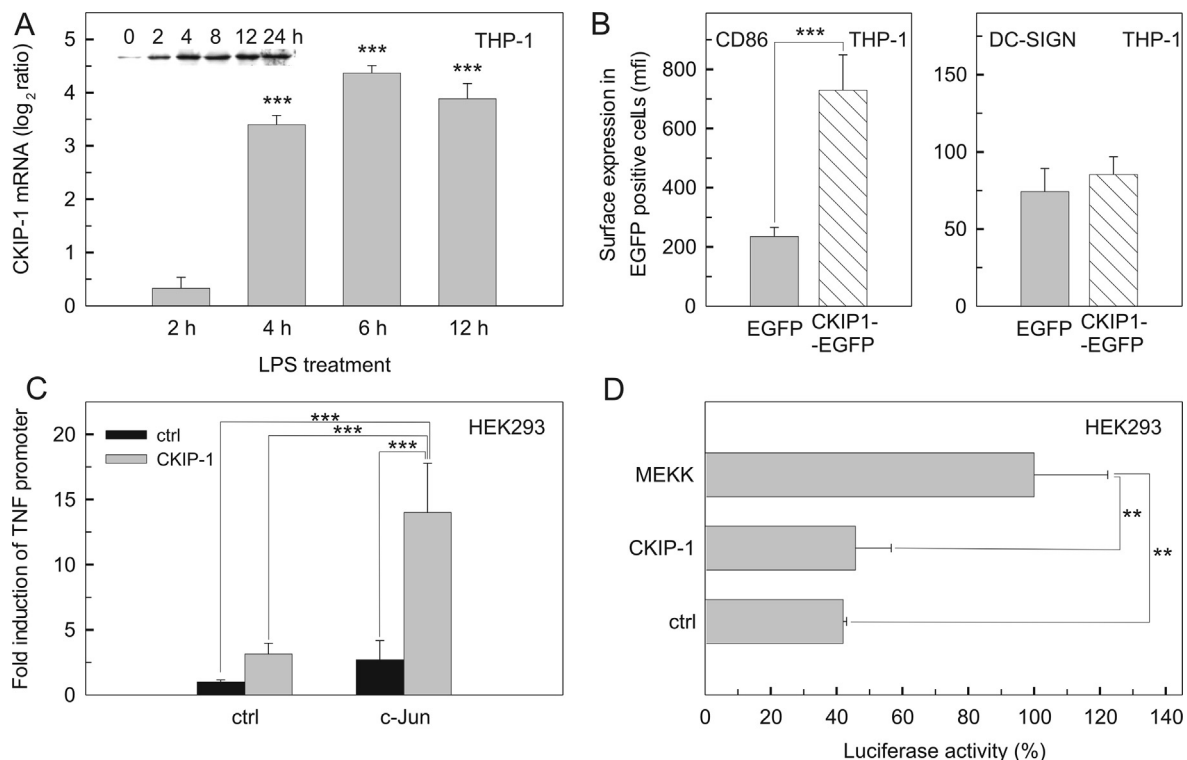 A
0 2 4 8 12 24 h
THP-1
CKIP-1 mRNA (log2 ratio)
5
4
3
2
1
0
***
***
***
2 h 4 h 6 h 12 h
LPS treatment
B
CD86
***
THP-1
Surface expression in
EGFP positive cells (mfi)
800
600
400
200
0
EGFP
CKIP1-
-EGFP
DC-SIGN
THP-1
150
100
50
0
EGFP
CKIP1-
-EGFP
C
HEK293
ctrl
CKIP-1
***
***
***
Fold induction of TNF promoter
20
15
10
5
0
ctrl c-Jun
D
HEK293
MEKK
CKIP-1
ctrl
**
**
0 20 40 60 80 100 120 140
Luciferase activity (%)